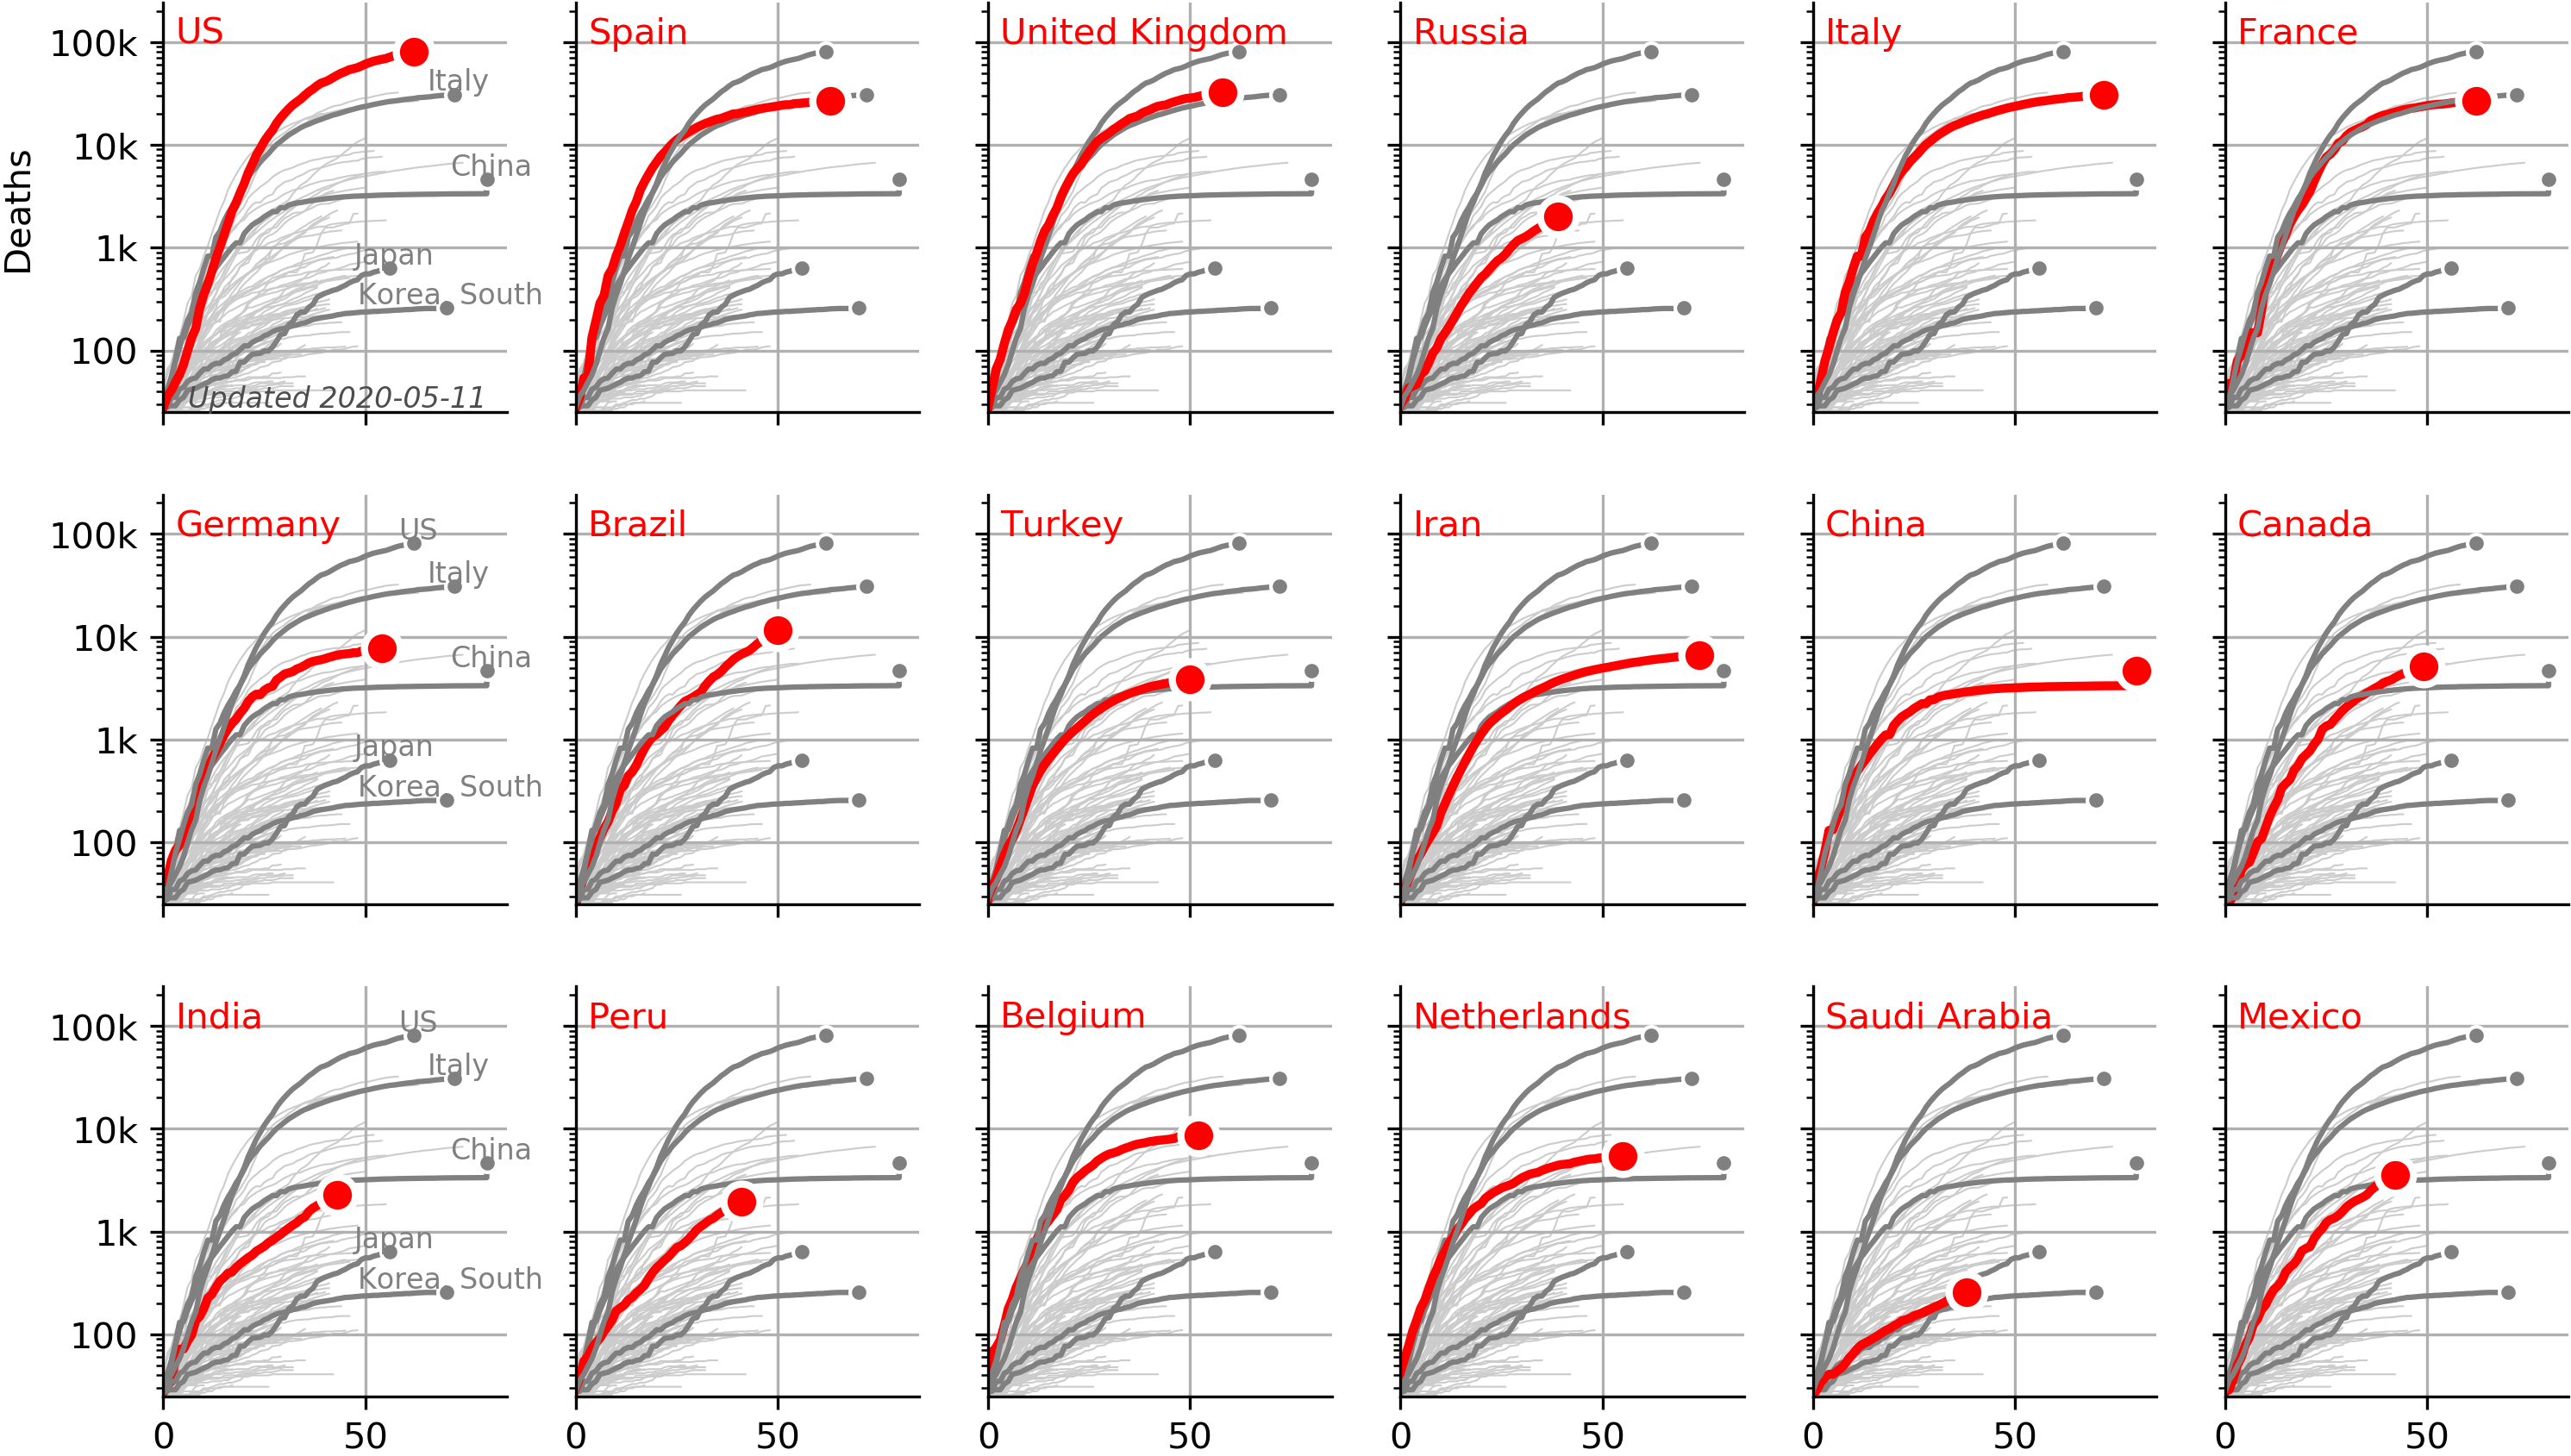 US
Spain
United Kingdom
Russia
Italy
France
100k
10k
1k
100
Deaths
Italy
China
Japan
Korea, South
Updated 2020-05-11
Germany
Brazil
Turkey
Iran
China
Canada
100k
10k
1k
100
US
Italy
China
Japan
Korea, South
India
Peru
Belgium
Netherlands
Saudi Arabia
Mexico
100k
10k
1k
100
US
Italy
China
Japan
Korea, South
0 50
0 50
0 50
0 50
0 50
0 50